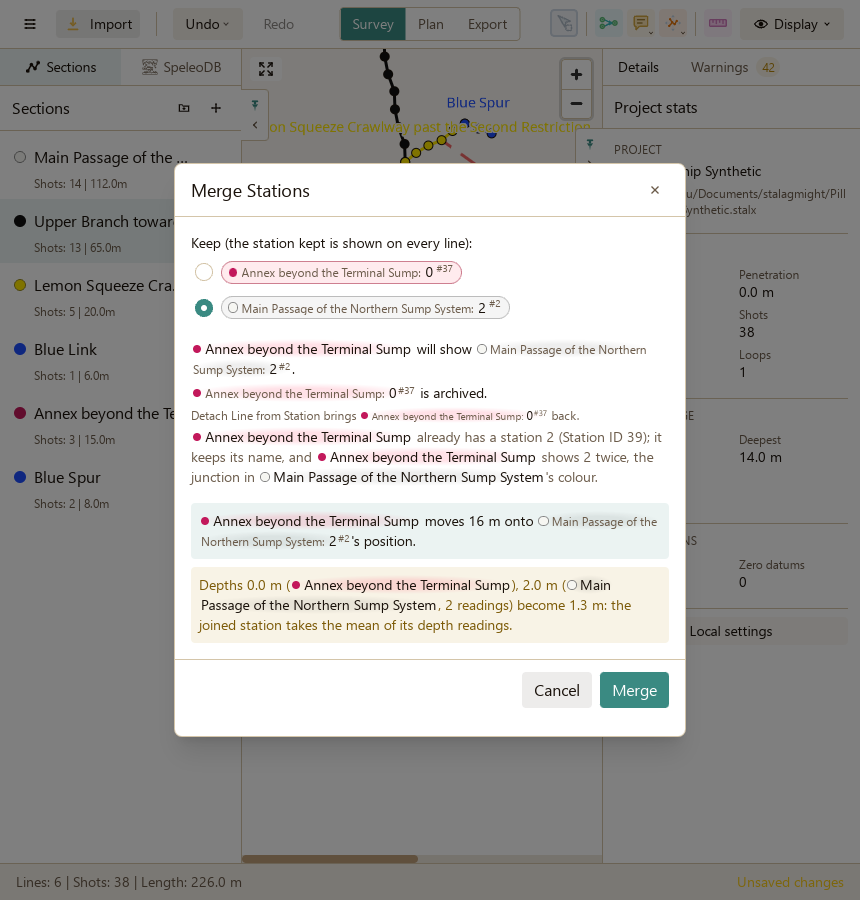 Import
Undo
Redo
Survey
Plan
Export
Display
Sections
SpeleoDB
Details
Warnings 42
Sections
Project stats
Blue Spur
on Squeeze Crawlway past the Second Restriction
Main Passage of the ...
Shots: 14 | 112.0m
Upper Branch towar
Shots: 13 | 65.0m
Lemon Squeeze Cra.
Shots: 5 | 20.0m
Blue Link
Shots: 1 | 6.0m
Annex beyond the Te
Shots: 3 | 15.0m
Blue Spur
Shots: 2 | 8.0m
PROJECT
hip Synthetic
u/Documents/stalagmight/Pill
ynthetic.stalx
Penetration
0.0 m
Shots
38
Loops
1
GE
Deepest
14.0 m
NS
Zero datums
0
Local settings
Merge Stations
Keep (the station kept is shown on every line):
Annex beyond the Terminal Sump: 0 #37
Main Passage of the Northern Sump System: 2 #2
Annex beyond the Terminal Sump will show Main Passage of the Northern
Sump System: 2 #2.
Annex beyond the Terminal Sump: 0 #37 is archived.
Detach Line from Station brings Annex beyond the Terminal Sump: 0 #37 back.
Annex beyond the Terminal Sump already has a station 2 (Station ID 39); it
keeps its name, and Annex beyond the Terminal Sump shows 2 twice, the
junction in Main Passage of the Northern Sump System's colour.
Annex beyond the Terminal Sump moves 16 m onto Main Passage of the
Northern Sump System: 2 #2's position.
Depths 0.0 m (Annex beyond the Terminal Sump), 2.0 m (Main
Passage of the Northern Sump System, 2 readings) become 1.3 m: the
joined station takes the mean of its depth readings.
Cancel
Merge
Lines: 6 | Shots: 38 | Length: 226.0 m
Unsaved changes